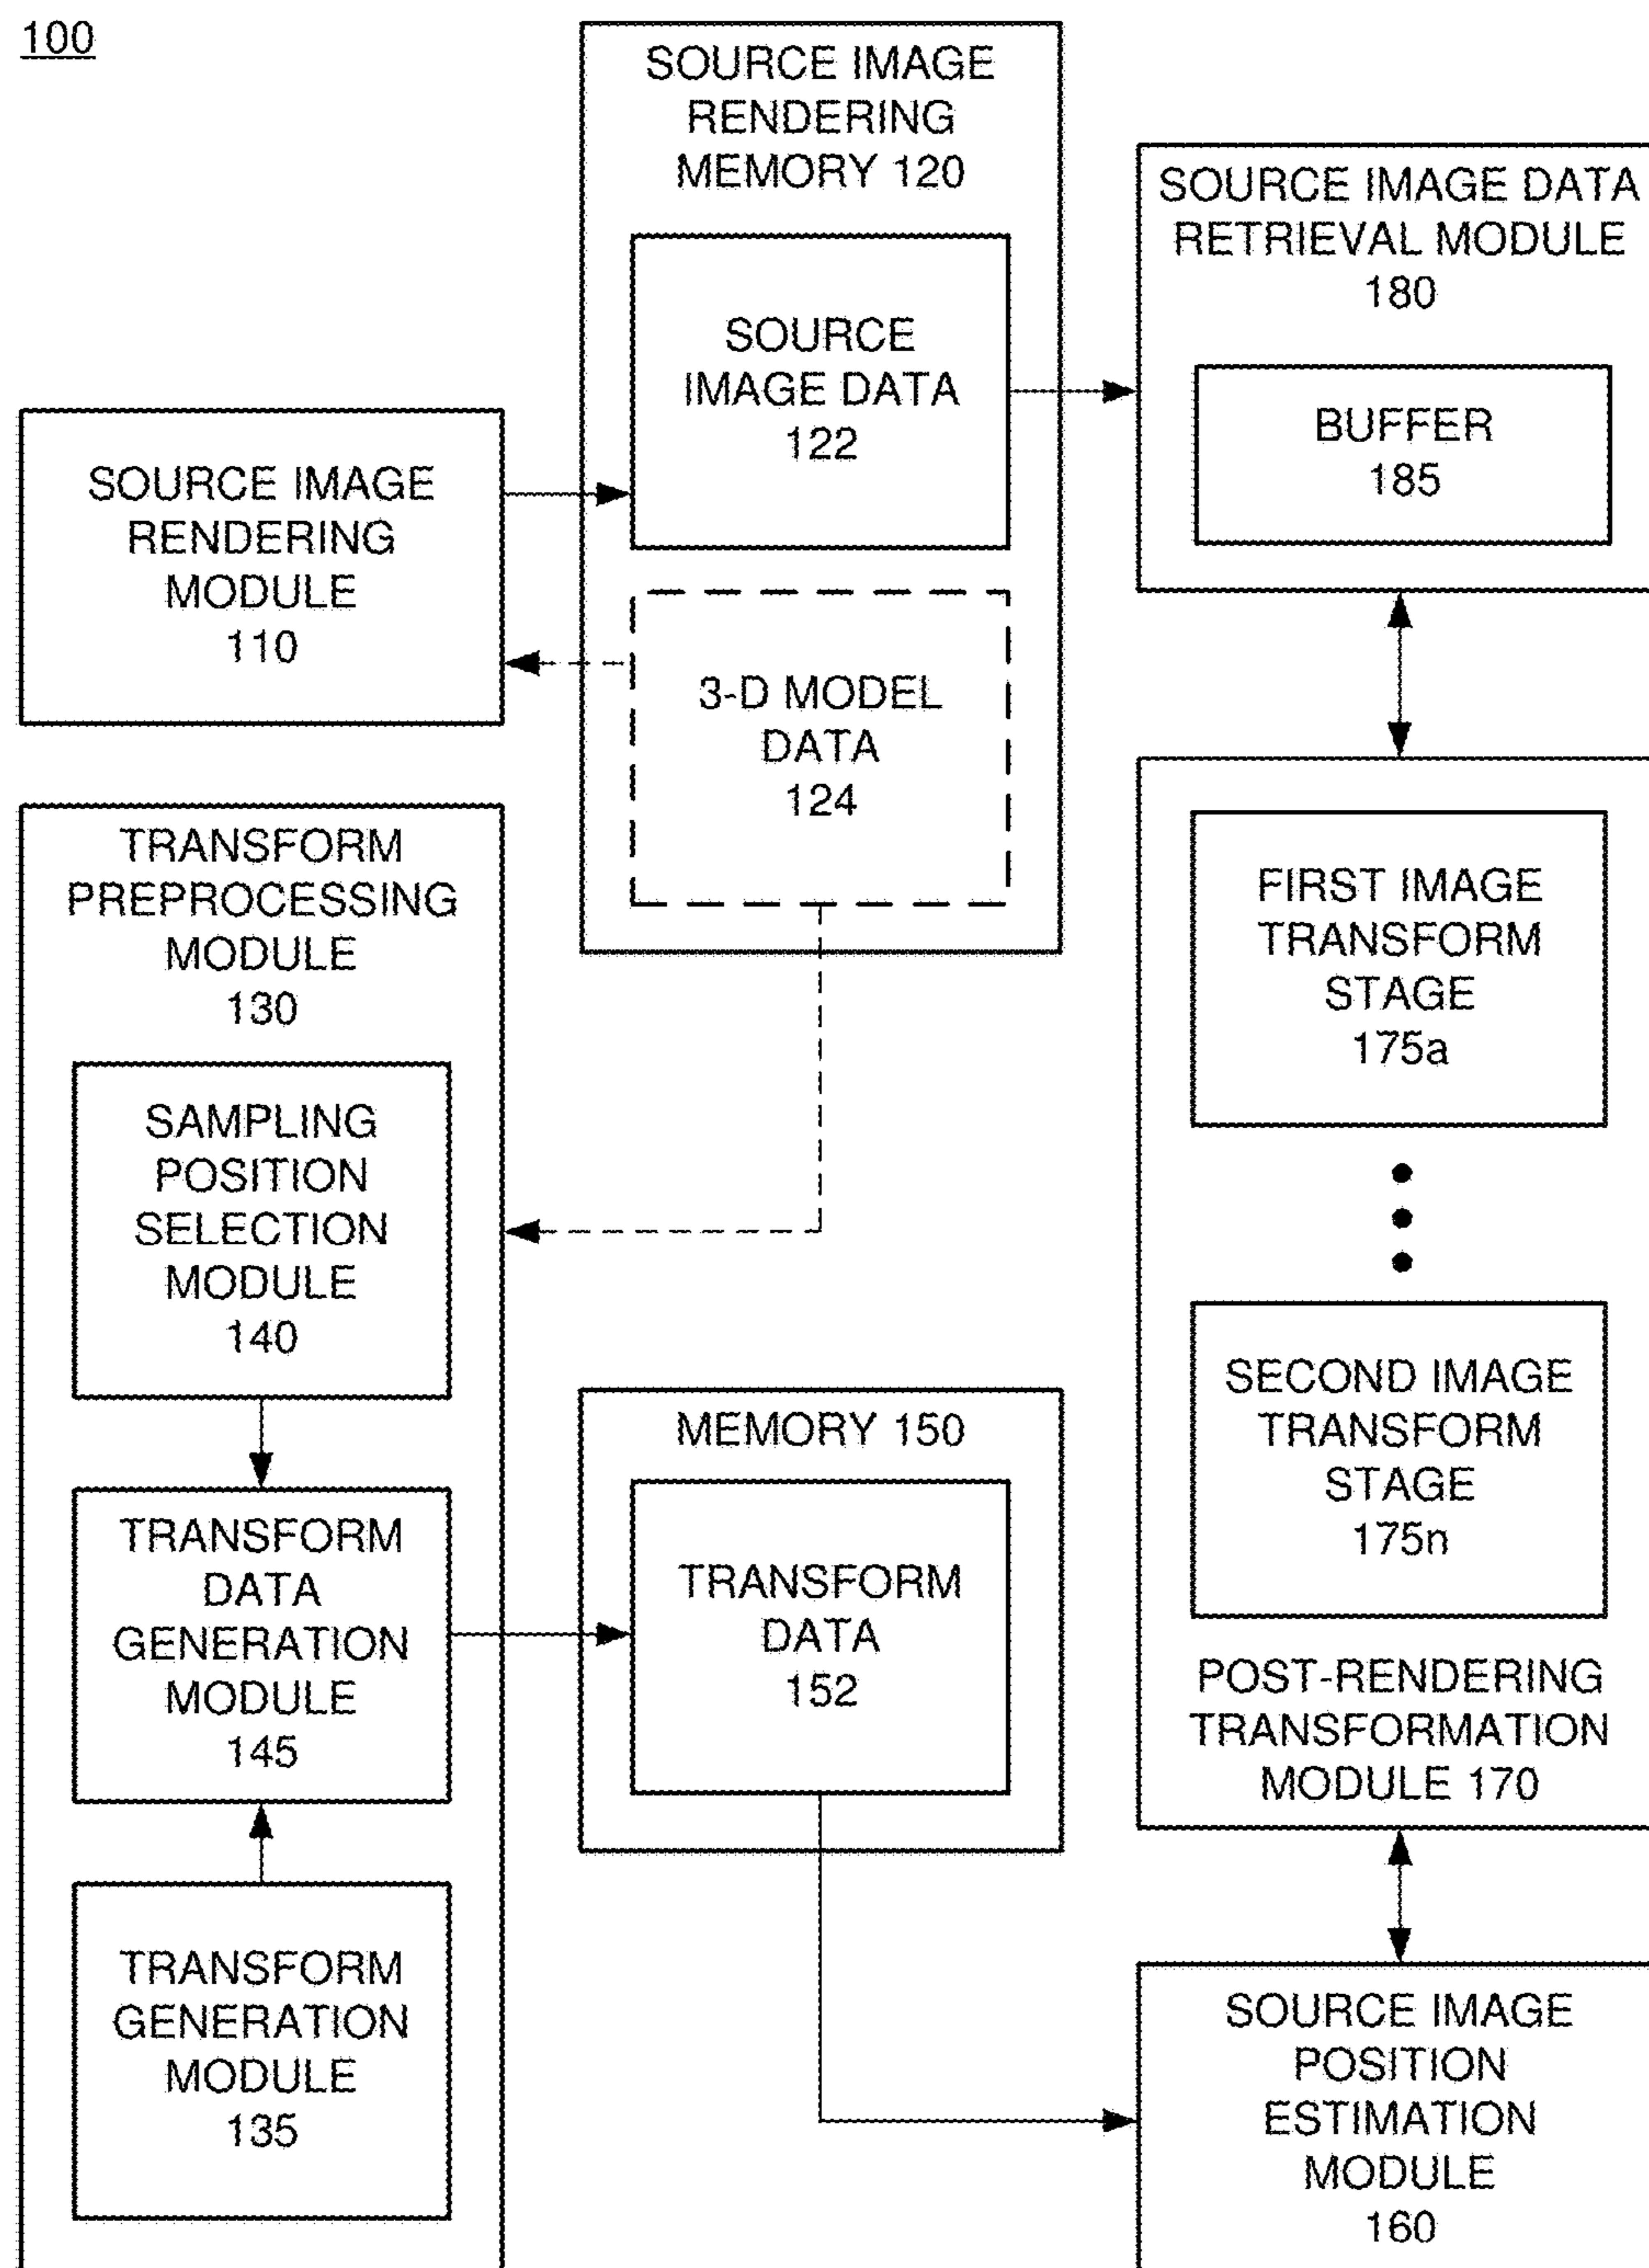 100
SOURCE IMAGE
RENDERING
MEMORY 120
SOURCE
IMAGE DATA
122
3-D MODEL
DATA
124
SOURCE IMAGE DATA
RETRIEVAL MODULE
180
BUFFER
185
SOURCE IMAGE
RENDERING
MODULE
110
TRANSFORM
PREPROCESSING
MODULE
130
SAMPLING
POSITION
SELECTION
MODULE
140
TRANSFORM
DATA
GENERATION
MODULE
145
TRANSFORM
GENERATION
MODULE
135
MEMORY 150
TRANSFORM
DATA
152
FIRST IMAGE
TRANSFORM
STAGE
175a
SECOND IMAGE
TRANSFORM
STAGE
175n
POST-RENDERING
TRANSFORMATION
MODULE 170
SOURCE IMAGE
POSITION
ESTIMATION
MODULE
160